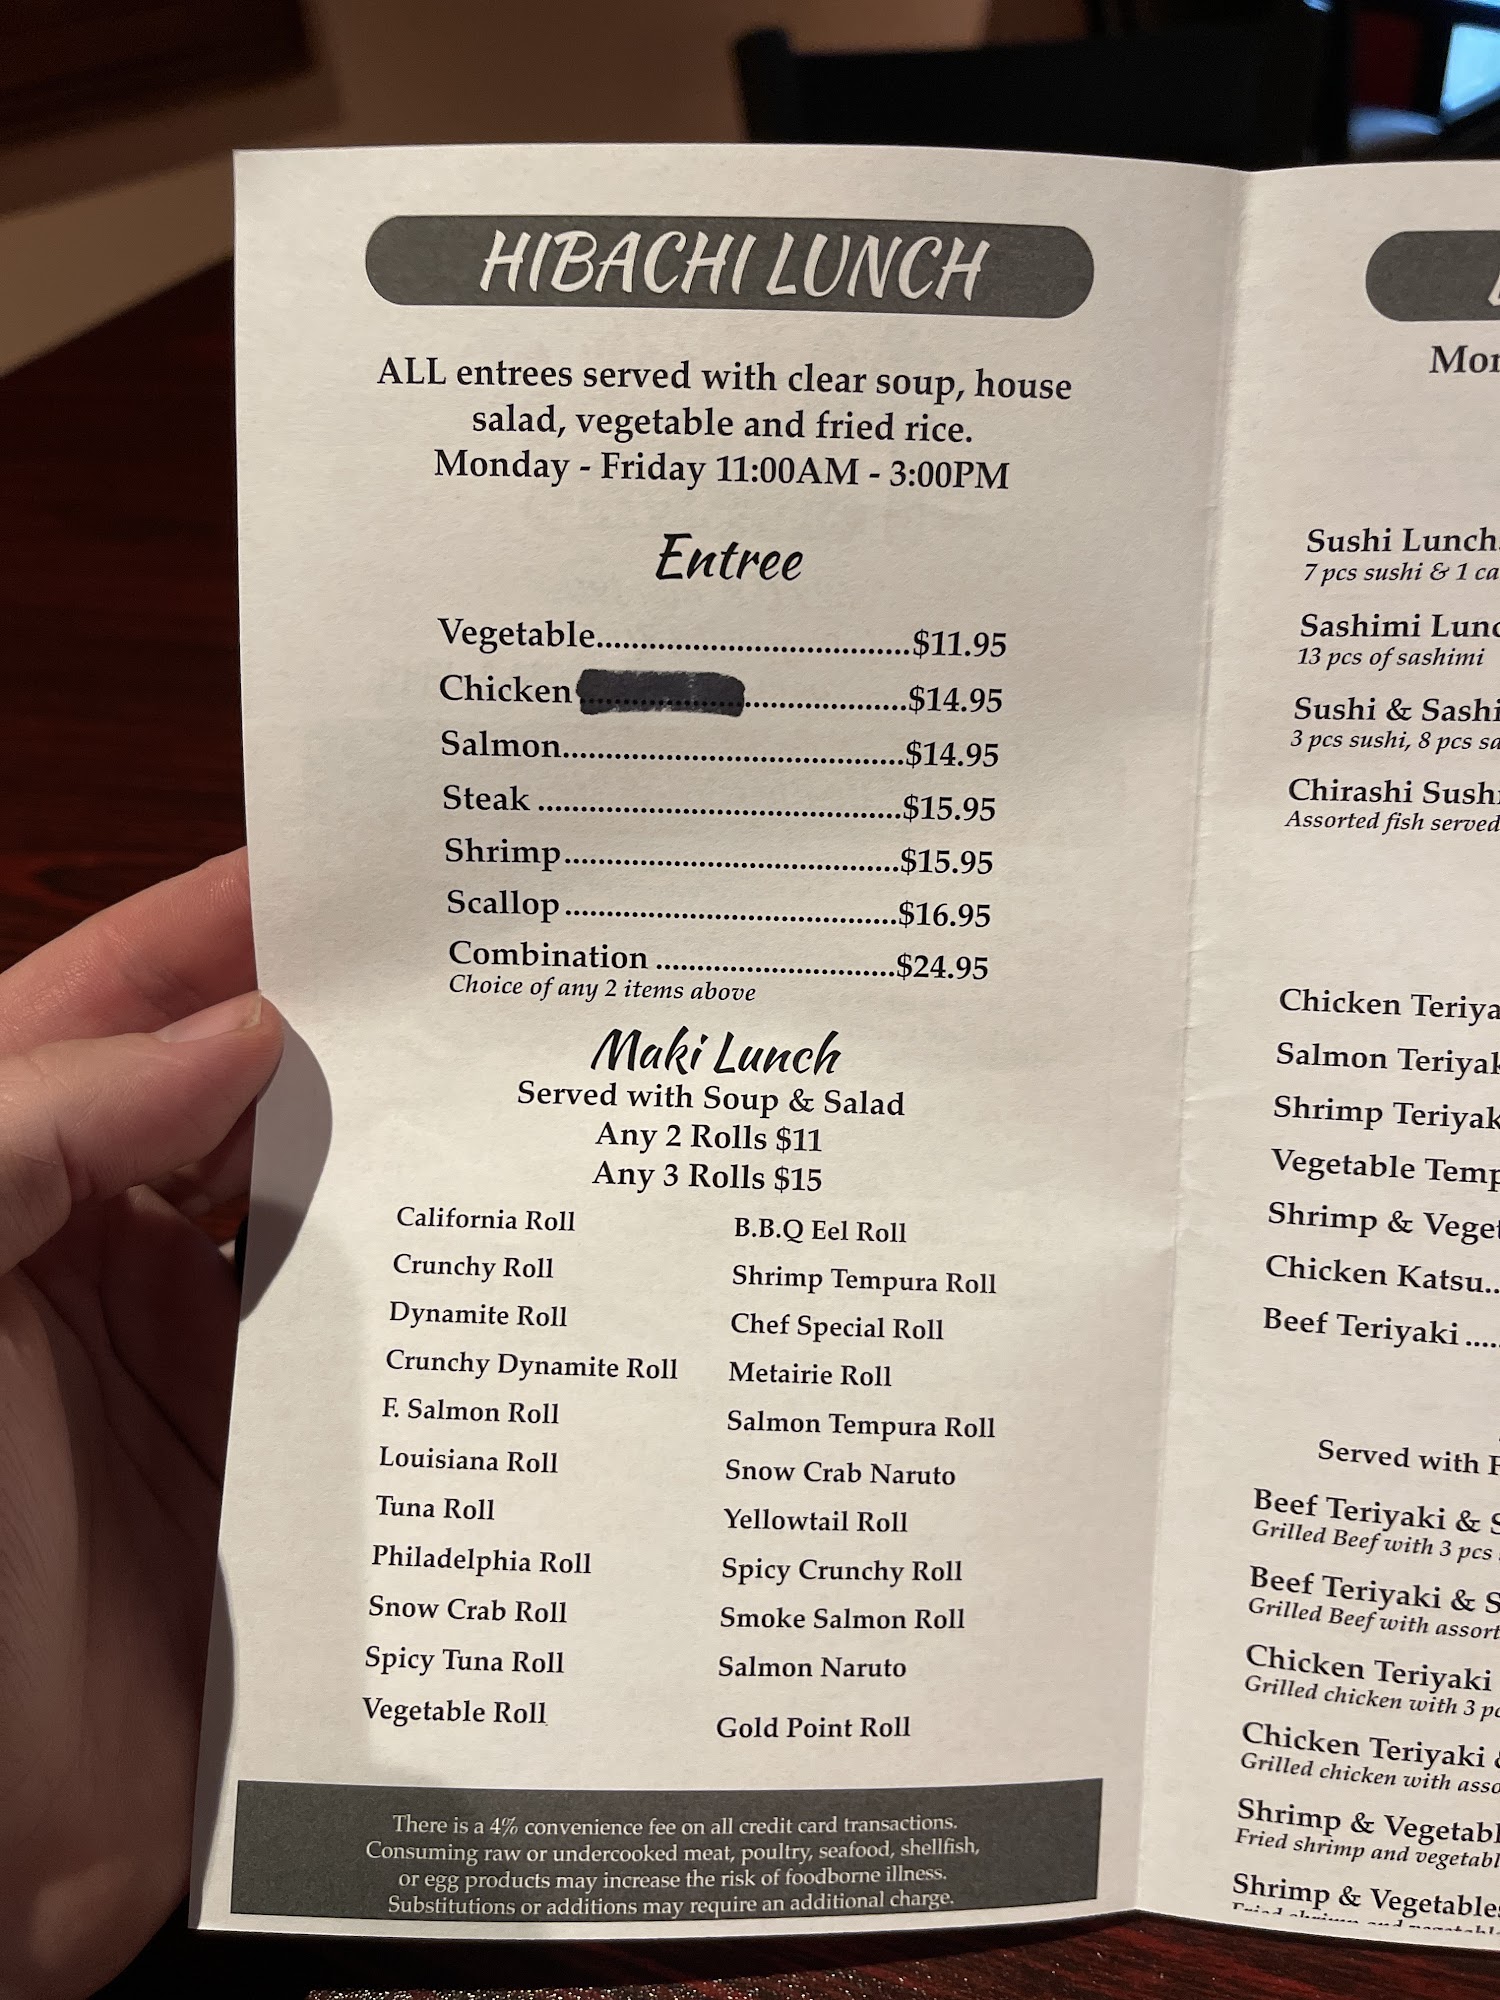 HIBACHI LUNCH
ALL entrees served with clear soup, house
salad, vegetable and fried rice.
Monday - Friday 11:00AM - 3:00PM
Entree
Vegetable....................................$11.95
Chicken ...................$14.95
Salmon.......................................$14.95
Steak .........................................$15.95
Shrimp......................................$15.95
Scallop ......................................$16.95
Combination ...........................$24.95
Choice of any 2 items above
Maki Lunch
Served with Soup & Salad
Any 2 Rolls $11
Any 3 Rolls $15
California Roll
Crunchy Roll
Dynamite Roll
Crunchy Dynamite Roll
F. Salmon Roll
Louisiana Roll
Tuna Roll
Philadelphia Roll
Snow Crab Roll
Spicy Tuna Roll
Vegetable Roll
B.B.Q Eel Roll
Shrimp Tempura Roll
Chef Special Roll
Metairie Roll
Salmon Tempura Roll
Snow Crab Naruto
Yellowtail Roll
Spicy Crunchy Roll
Smoke Salmon Roll
Salmon Naruto
Gold Point Roll
There is a 4% convenience fee on all credit card transactions.
Consuming raw or undercooked meat, poultry, seafood, shellfish,
or egg products may increase the risk of foodborne illness.
Substitutions or additions may require an additional charge.
Sushi Lunch
7 pcs sushi & 1
Sashimi
13 pcs of sashimi
Sushi &
3 pcs sushi, 8 pcs
Chirashi
Assorted fish served
Chicken
Salmon
Shrimp
Vegetable
Shrimp &
Chicken Katsu..
Beef Teriyaki .....
Served with
Beef Teriyaki &
Grilled Beef with 3 pcs
Beef Teriyaki &
Grilled Beef with
Chicken Teriyaki
Grilled chicken with 3
Chicken Teriyaki
Grilled chicken with
Shrimp &
Fried shrimp and
Shrimp & Vegetables